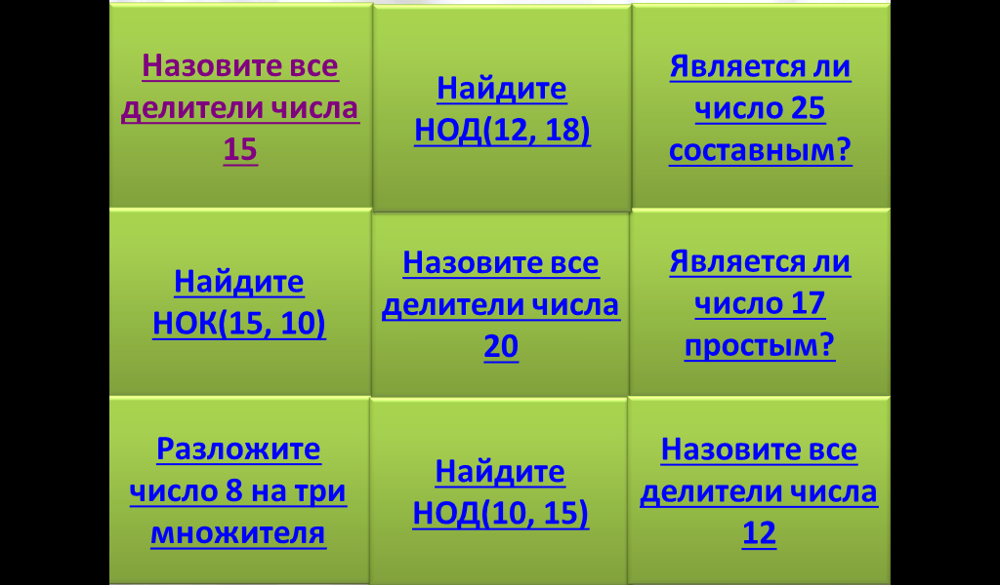 Назовите все
делители числа
15
Найдите
НОД(12, 18)
Является ли
число 25
составным?
Найдите
НОК(15, 10)
Назовите все
делители числа
20
Является ли
число 17
простым?
Разложите
число 8 на три
множителя
Найдите
НОД(10, 15)
Назовите все
делители числа
12